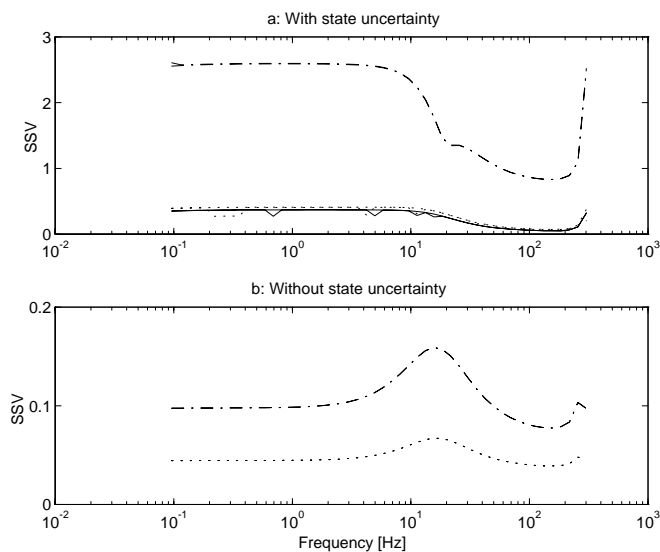 a: With state uncertainty
3
2
1
0
SSV
10^-2 10^-1 10^0 10^1 10^2 10^3
b: Without state uncertainty
0.2
0.1
0
SSV
10^-2 10^-1 10^0 10^1 10^2 10^3
Frequency [Hz]